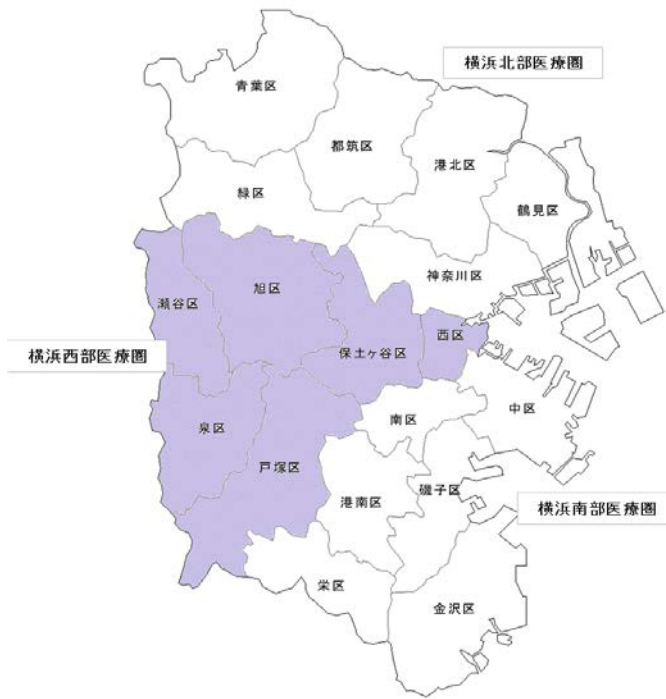 横浜北部医療圏
青葉区
都筑区
港北区
緑区
鶴見区
神奈川区
旭区
瀬谷区
西区
保土ヶ谷区
横浜西部医療圏
中区
南区
泉区
戸塚区
磯子区
港南区
横浜南部医療圏
栄区
金沢区